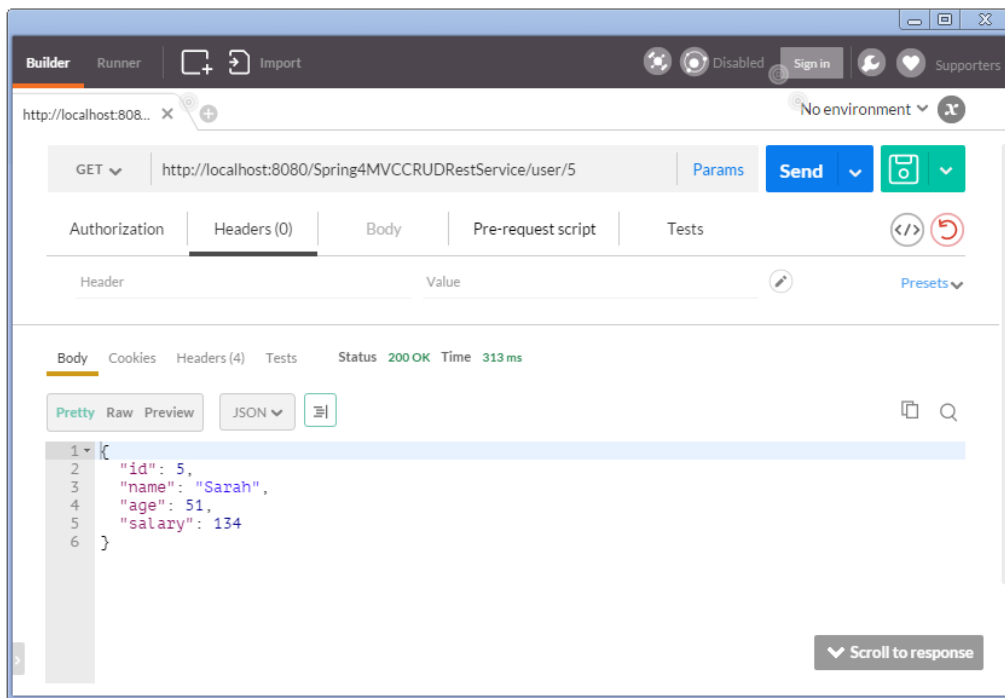 Builder Runner Import Disabled Sign in Supporters
http://localhost:808... No environment
GET http://localhost:8080/Spring4MVCCRUDRestService/user/5 Params Send
Authorization Headers (0) Body Pre-request script Tests
Header Value Presets
Body Cookies Headers (4) Tests Status 200 OK Time 313 ms
Pretty Raw Preview JSON
1 {
2 "id": 5,
3 "name": "Sarah",
4 "age": 51,
5 "salary": 134
6 }
Scroll to response